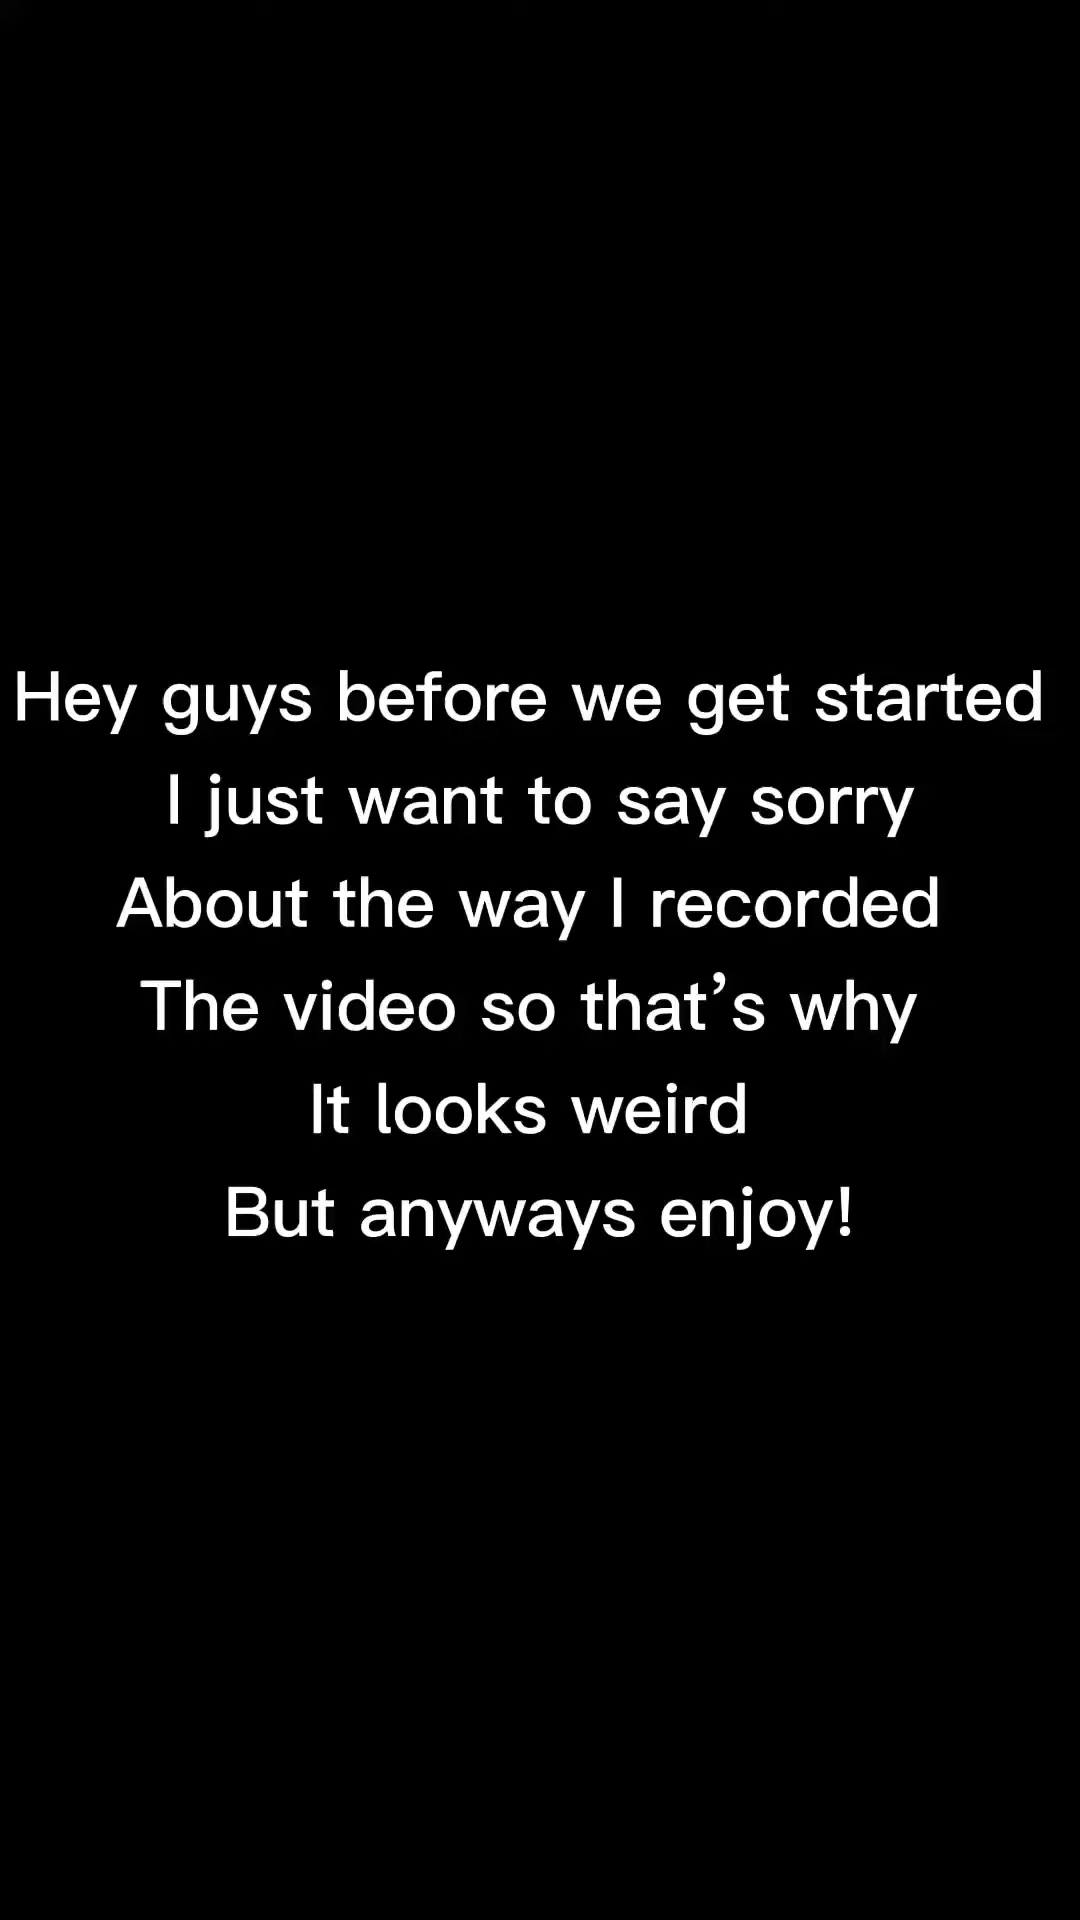 Hey guys before we get started
I just want to say sorry
About the way I recorded
The video so that’s why
It looks weird
But anyways enjoy!